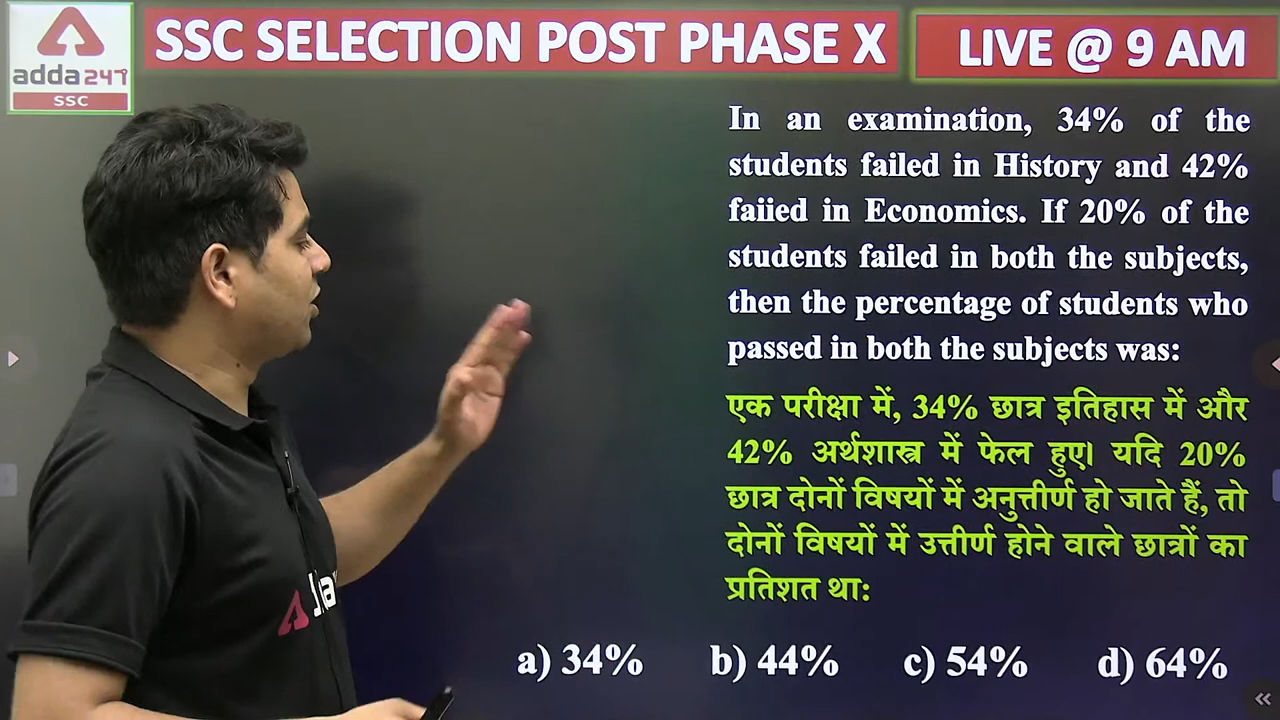 adda247
SSC
SSC SELECTION POST PHASE X
LIVE @ 9 AM
In an examination, 34% of the
students failed in History and 42%
faiied in Economics. If 20% of the
students failed in both the subjects,
then the percentage of students who
passed in both the subjects was:
एक परीक्षा में, 34% छात्र इतिहास में और
42% अर्थशास्त्र में फेल हुए। यदि 20%
छात्र दोनों विषयों में अनुत्तीर्ण हो जाते हैं, तो
दोनों विषयों में उत्तीर्ण होने वाले छात्रों का
प्रतिशत था:
a) 34% b) 44% c) 54% d) 64%